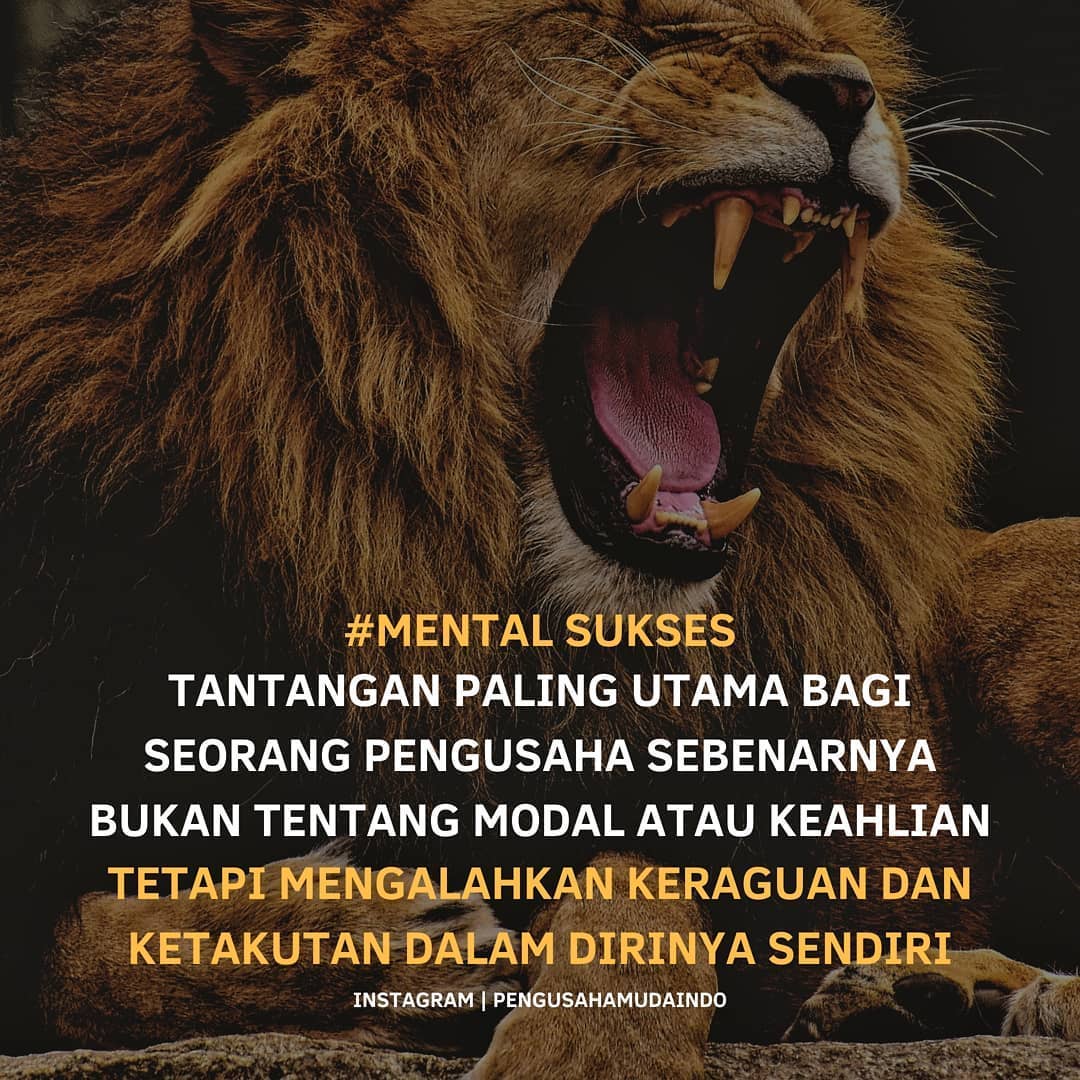 #MENTAL SUKSES
TANTANGAN PALING UTAMA BAGI
SEORANG PENGUSAHA SEBENARNYA
BUKAN TENTANG MODAL ATAU KEAHLIAN
TETAPI MENGALAHKAN KERAGUAN DAN
KETAKUTAN DALAM DIRINYA SENDIRI
INSTAGRAM | PENGUSAHAMUDAINDO